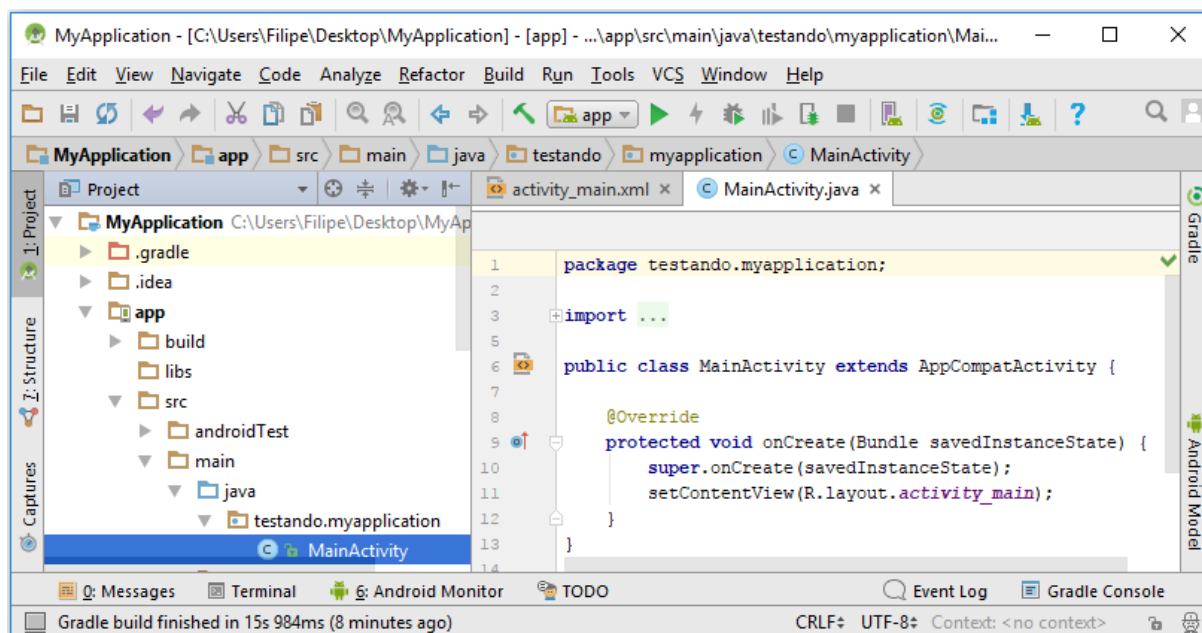 MyApplication - [C:\Users\Filipe\Desktop\MyApplication] - [app] - ...\app\src\main\java\testando\myapplication\Mai...
File Edit View Navigate Code Analyze Refactor Build Run Tools VCS Window Help
app
MyApplication app src main java testando myapplication MainActivity
1: Project
7: Structure
Captures
Project
MyApplication C:\Users\Filipe\Desktop\MyAp
.gradle
.idea
app
build
libs
src
androidTest
main
java
testando.myapplication
MainActivity
activity_main.xml MainActivity.java
1 package testando.myapplication;
2
3 import ...
5
6 public class MainActivity extends AppCompatActivity {
7
8 @Override
9 protected void onCreate(Bundle savedInstanceState) {
10 super.onCreate(savedInstanceState);
11 setContentView(R.layout.activity_main);
12 }
13 }
14
Gradle
Android Model
0: Messages Terminal 6: Android Monitor TODO Event Log Gradle Console
Gradle build finished in 15s 984ms (8 minutes ago) CRLF UTF-8 Context: <no context>